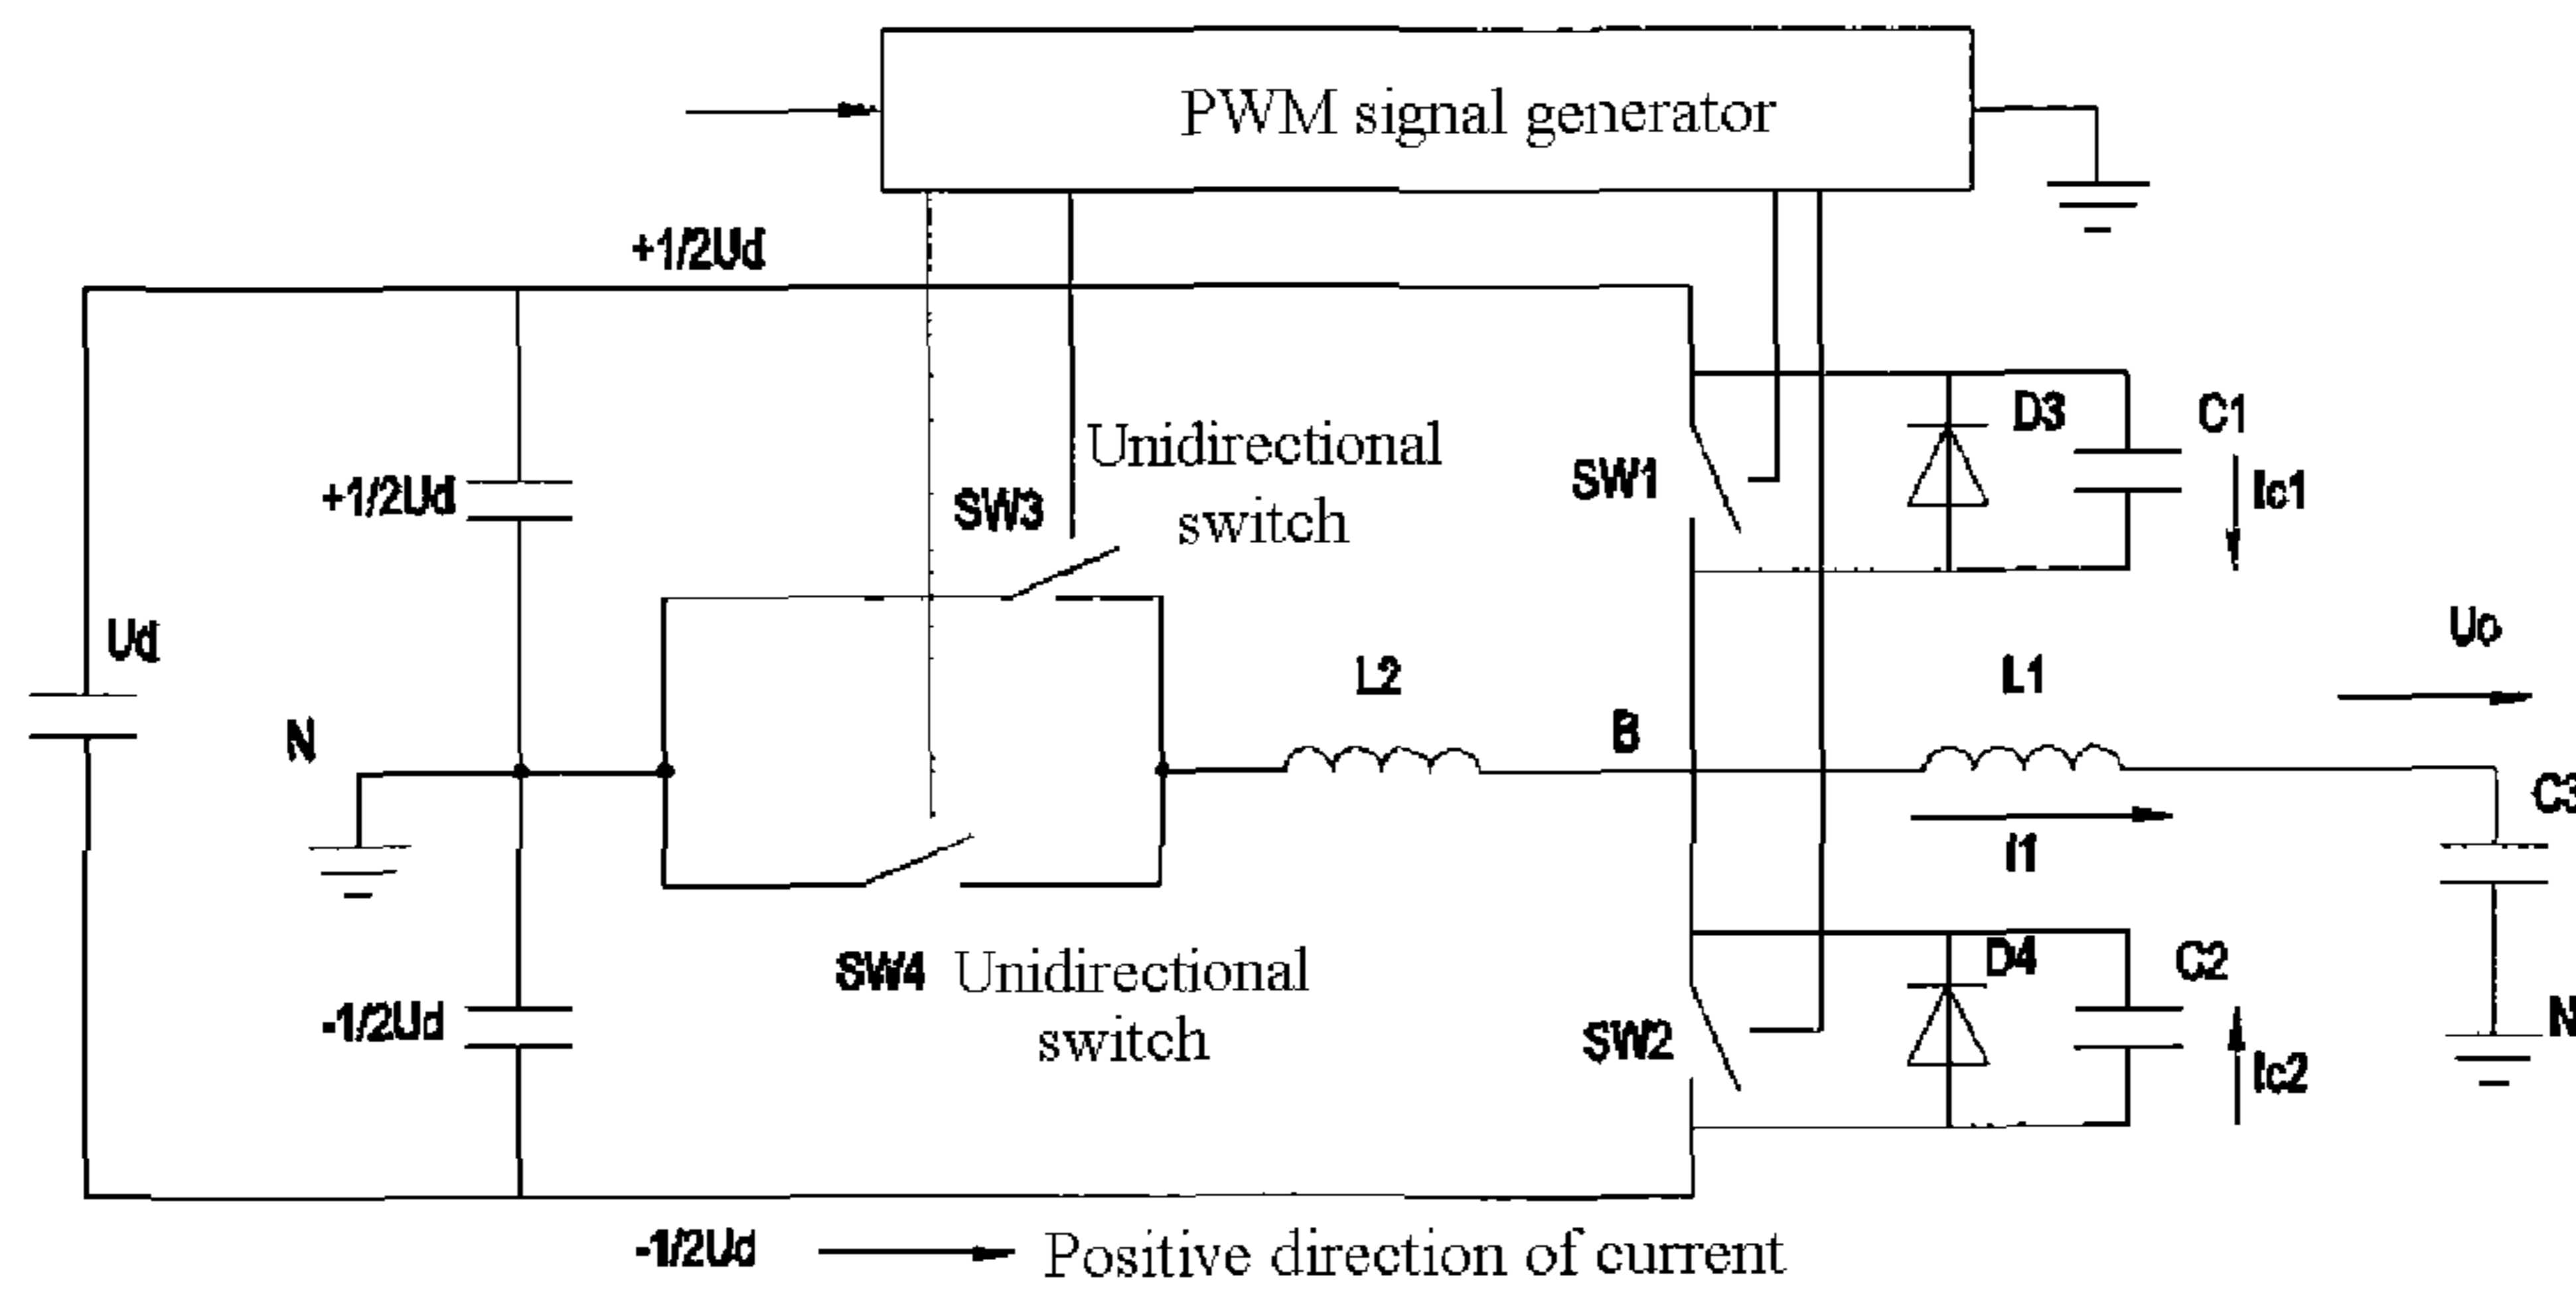 PWM signal generator
+1/2Ud
Unidirectional
switch
SW3
SW1
D3
C1
Ic1
+1/2Ud
Ud
N
L2
B
L1
Uo
I1
C3
SW4
Unidirectional
switch
-1/2Ud
SW2
D4
C2
Ic2
N
-1/2Ud
Positive direction of current